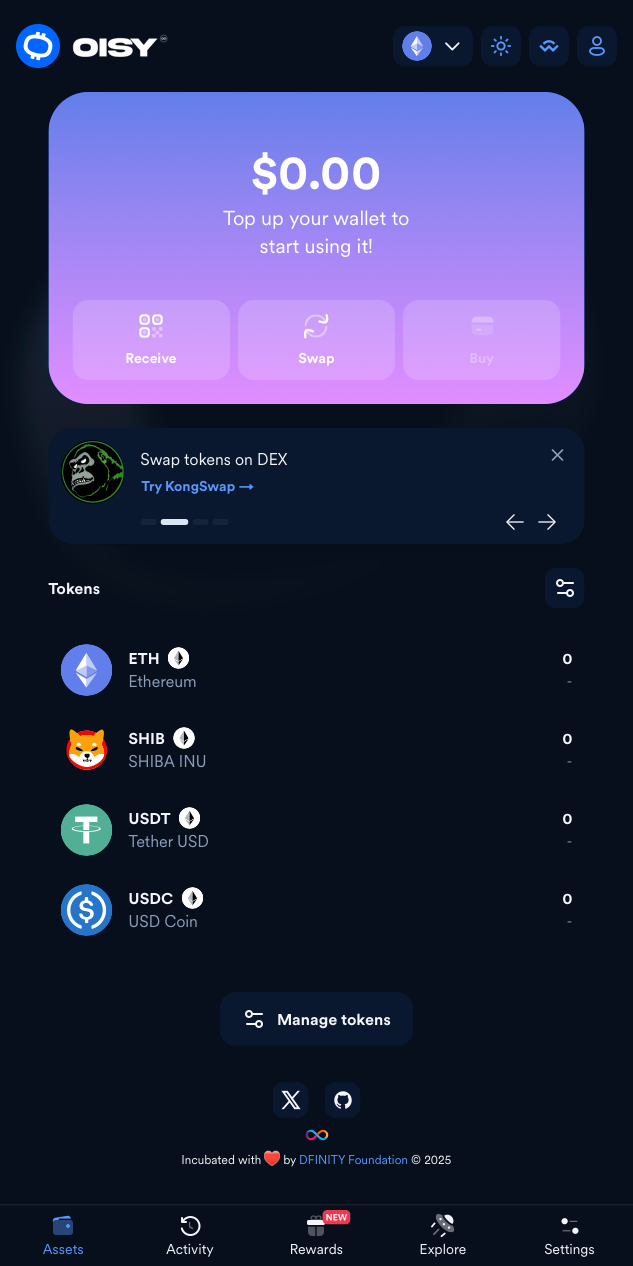 OISY
$0.00
Top up your wallet to
start using it!
Receive
Swap
Buy
Swap tokens on DEX
Try KongSwap →
Tokens
ETH
0
Ethereum
-
SHIB
0
SHIBA INU
-
USDT
0
Tether USD
-
USDC
0
USD Coin
-
Manage tokens
Incubated with ❤️ by DFINITY Foundation © 2025
NEW
Assets
Activity
Rewards
Explore
Settings